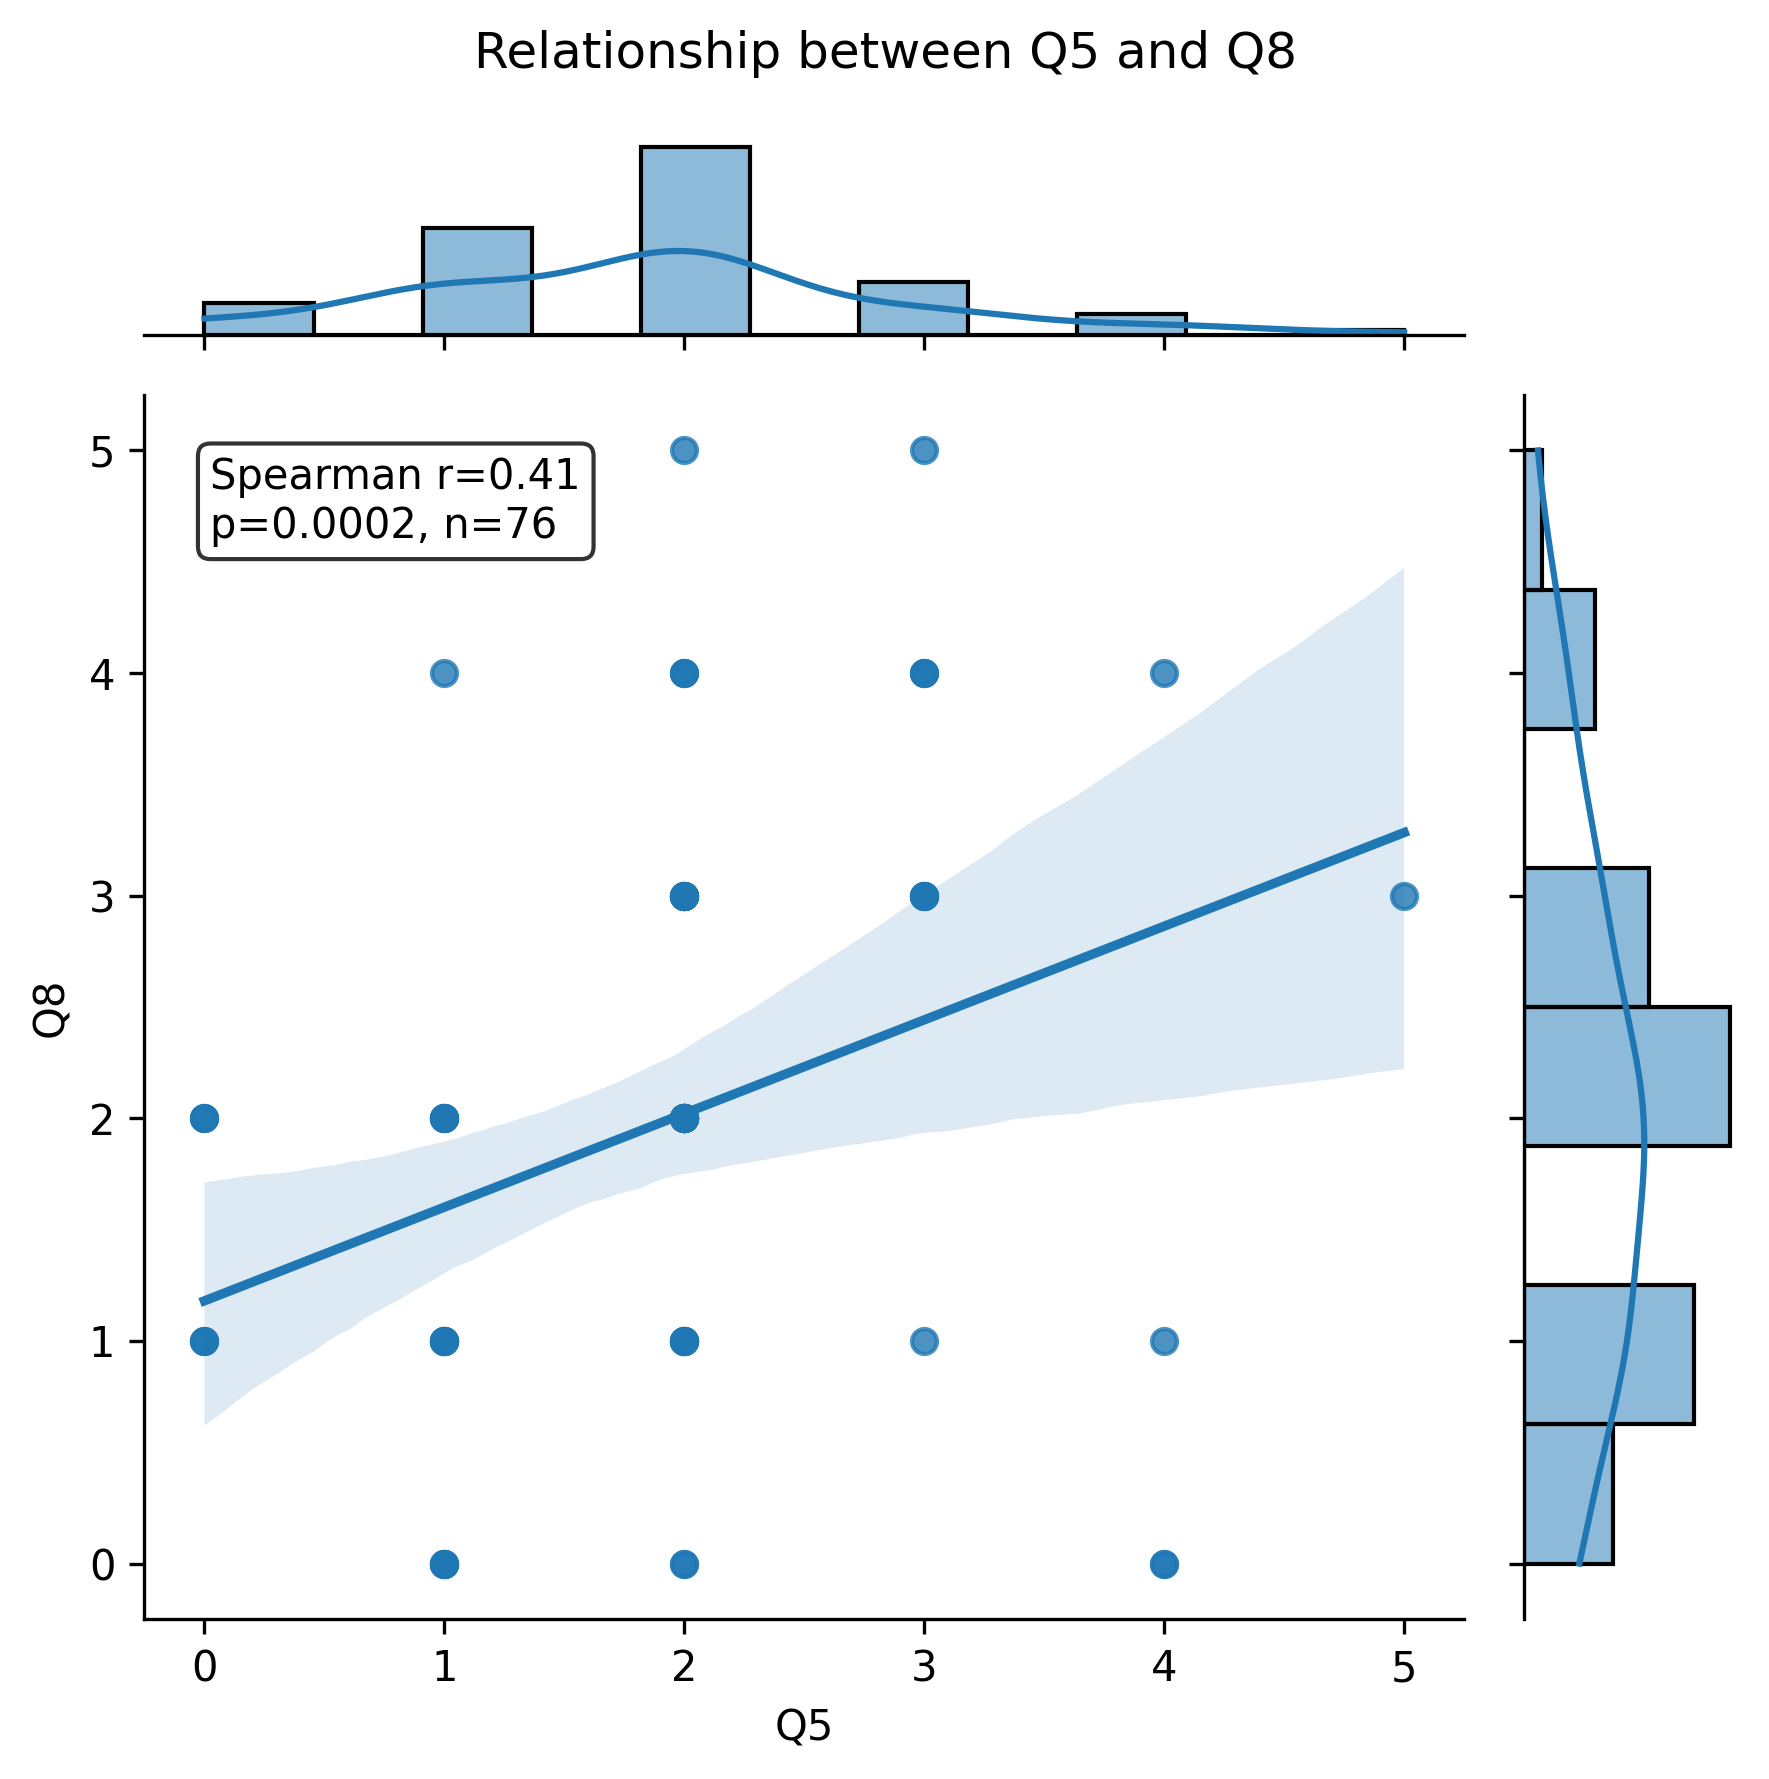 Relationship between Q5 and Q8
Spearman r=0.41
p=0.0002, n=76
5
4
3
2
1
0
Q8
0 1 2 3 4 5
Q5